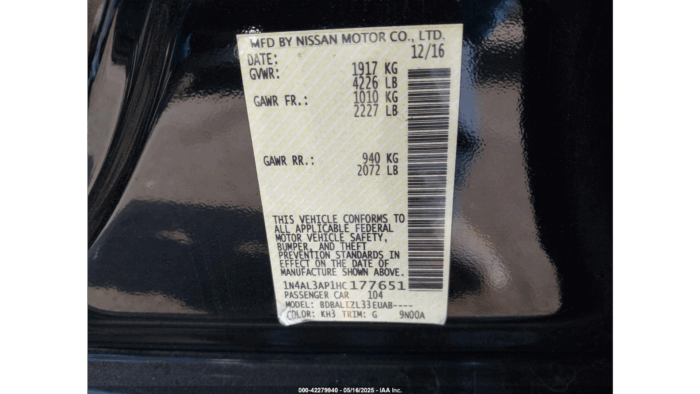 MFD BY NISSAN MOTOR CO., LTD.
DATE: 12/16
GVWR: 1917 KG
4226 LB
GAWR FR.: 1010 KG
2227 LB
GAWR RR.: 940 KG
2072 LB
THIS VEHICLE CONFORMS TO
ALL APPLICABLE FEDERAL
MOTOR VEHICLE SAFETY,
BUMPER, AND THEFT
PREVENTION STANDARDS IN
EFFECT ON THE DATE OF
MANUFACTURE SHOWN ABOVE.
1N4AL3AP1HC177651
PASSENGER CAR 104
MODEL: BDBALIZL33EUAB----
COLOR: KH3 TRIM: G 9N00A
000-42279940 - 05/16/2025 - IAA Inc.